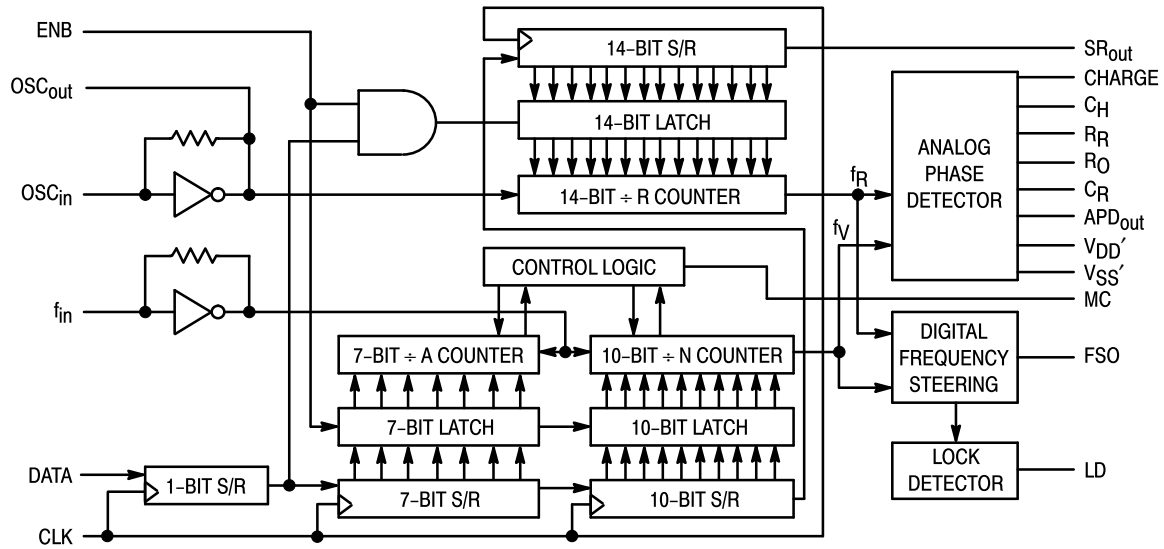 ENB
OSCout
OSCin
fin
DATA
CLK
14–BIT S/R
14–BIT LATCH
14–BIT ÷ R COUNTER
CONTROL LOGIC
7–BIT ÷ A COUNTER
10–BIT ÷ N COUNTER
7–BIT LATCH
10–BIT LATCH
1-BIT S/R
7–BIT S/R
10–BIT S/R
fR
fV
ANALOG
PHASE
DETECTOR
DIGITAL
FREQUENCY
STEERING
LOCK
DETECTOR
SRout
CHARGE
CH
RR
RO
CR
APDout
VDD′
VSS′
MC
FSO
LD